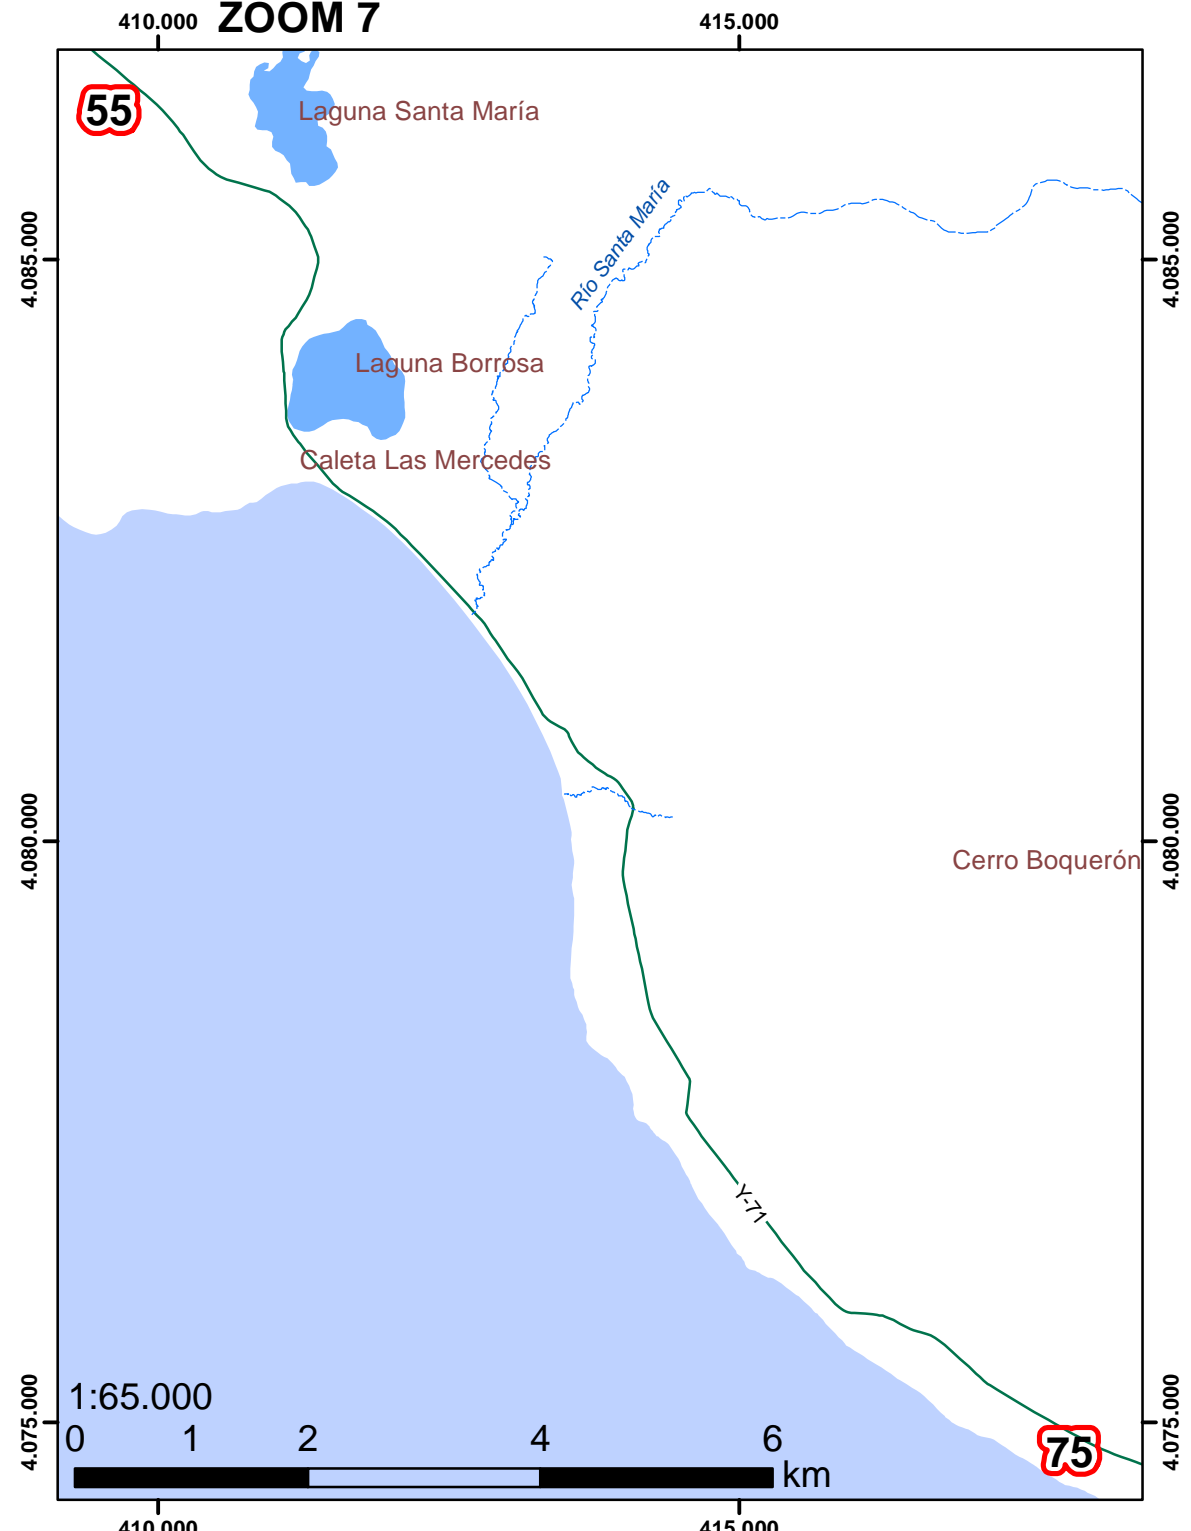 410.000
ZOOM 7
415.000
55
Laguna Santa María
Río Santa María
4.085.000
4.085.000
Laguna Borrosa
Caleta Las Mercedes
4.080.000
4.080.000
Cerro Boquerón
Y-71
1:65.000
0 1 2 4 6
km
75
4.075.000
4.075.000
410.000
415.000